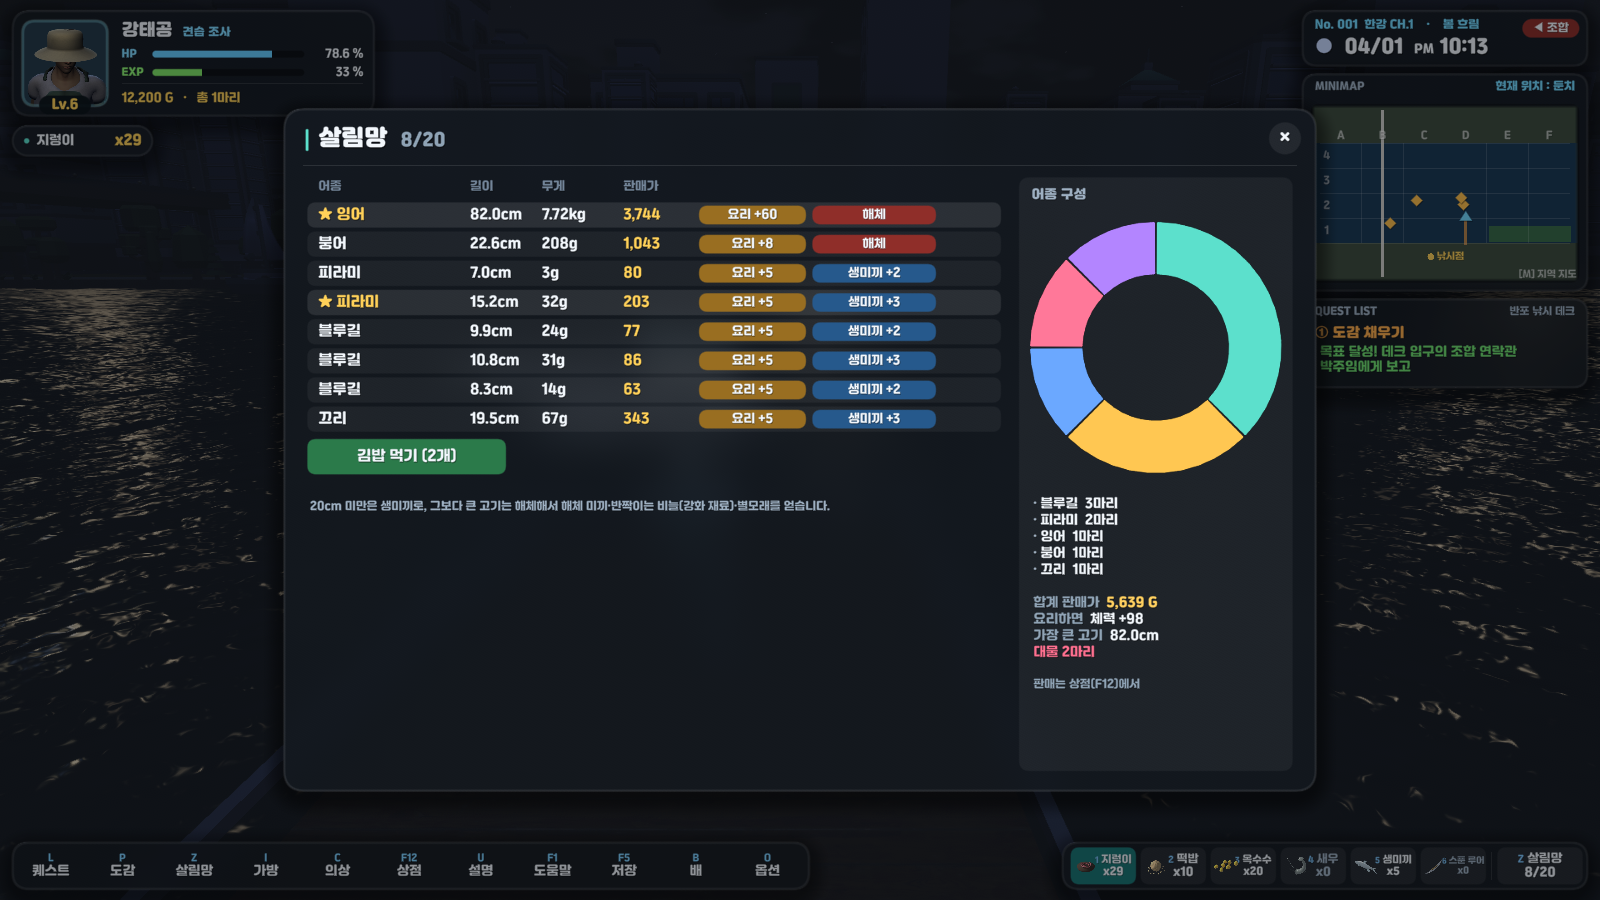 강태공 견습 조사
HP 78.6 %
EXP 33 %
Lv.6
12,200 G · 총 1마리
지렁이 x29
No. 001 한강 CH.1 · 봄 흐림
04/01 PM 10:13
◀ 조합
MINIMAP 현재 위치 : 둔치
A B C D E F
4
3
2
1
낚시점
[M] 지역 지도
QUEST LIST 반포 낚시 데크
① 도감 채우기
목표 달성! 데크 입구의 조합 연락관
박주임에게 보고
살림망 8/20
어종 길이 무게 판매가
★ 잉어 82.0cm 7.72kg 3,744 요리 +60 해체
붕어 22.6cm 208g 1,043 요리 +8 해체
피라미 7.0cm 3g 80 요리 +5 생미끼 +2
★ 피라미 15.2cm 32g 203 요리 +5 생미끼 +3
블루길 9.9cm 24g 77 요리 +5 생미끼 +2
블루길 10.8cm 31g 86 요리 +5 생미끼 +3
블루길 8.3cm 14g 63 요리 +5 생미끼 +2
끄리 19.5cm 67g 343 요리 +5 생미끼 +3
김밥 먹기 (2개)
20cm 미만은 생미끼로, 그보다 큰 고기는 해체해서 해체 미끼·반짝이는 비늘(강화 재료)·별모래를 얻습니다.
어종 구성
· 블루길 3마리
· 피라미 2마리
· 잉어 1마리
· 붕어 1마리
· 끄리 1마리
합계 판매가 5,639 G
요리하면 체력 +98
가장 큰 고기 82.0cm
대물 2마리
판매는 상점(F12)에서
L P Z I C F12 U F1 F5 B O
퀘스트 도감 살림망 가방 의상 상점 설명 도움말 저장 배 옵션
1 지렁이 x29
2 떡밥 x10
3 옥수수 x20
4 새우 x0
5 생미끼 x5
6 스푼 루어 x0
Z 살림망
8/20